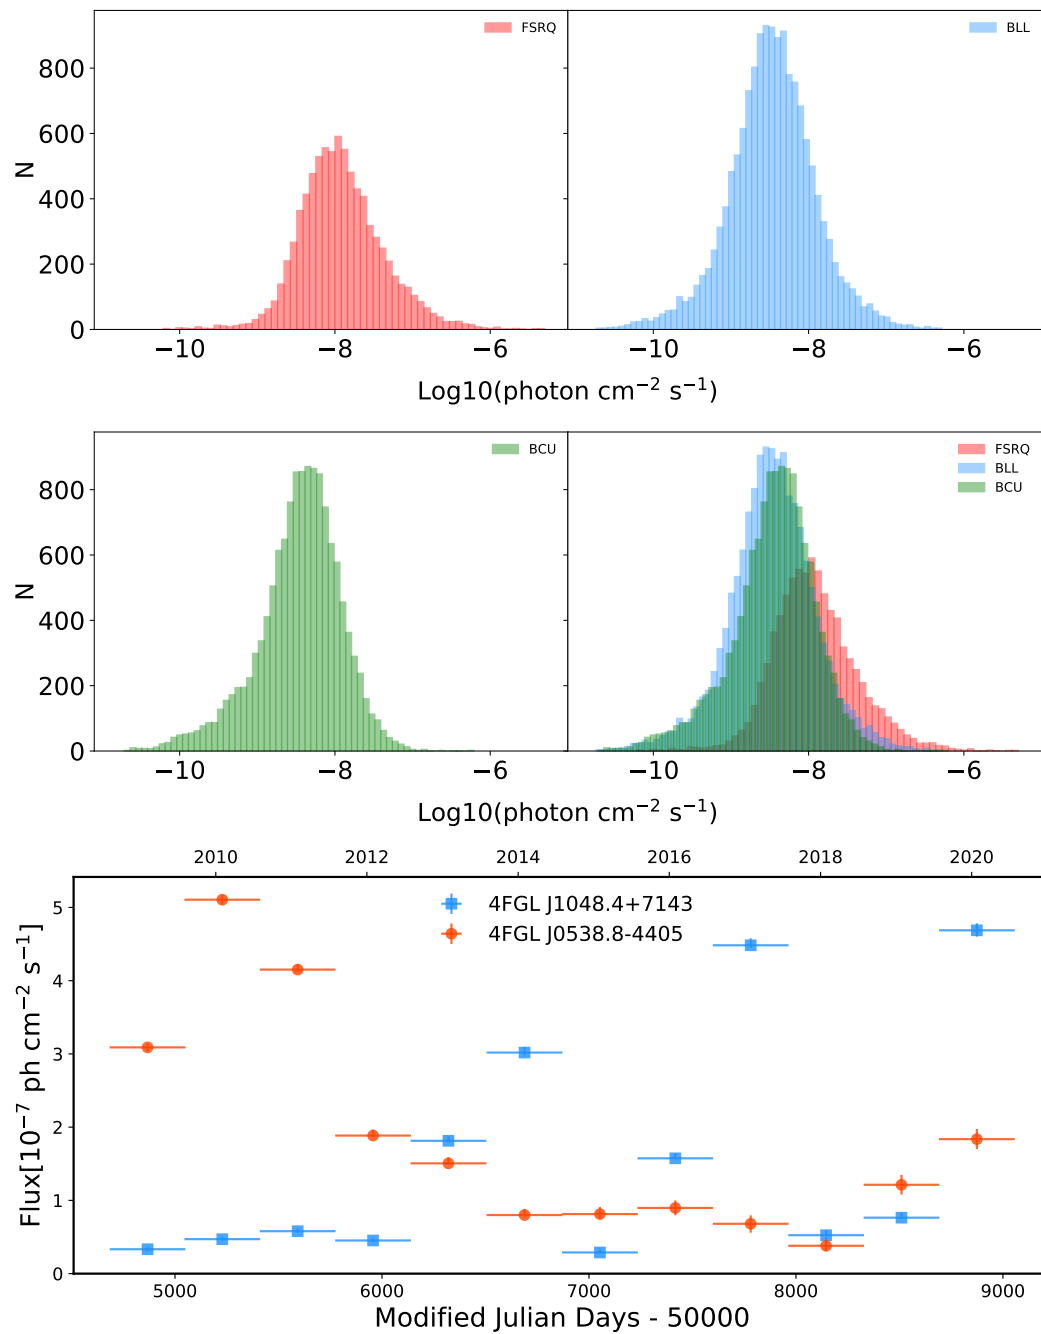 FSRQ
BLL
N
800
600
400
200
0
−10 −8 −6 −10 −8 −6
Log10(photon cm⁻² s⁻¹)
BCU
FSRQ
BLL
BCU
N
800
600
400
200
0
−10 −8 −6 −10 −8 −6
Log10(photon cm⁻² s⁻¹)
2010 2012 2014 2016 2018 2020
4FGL J1048.4+7143
4FGL J0538.8-4405
Flux[10⁻⁷ ph cm⁻² s⁻¹]
5
4
3
2
1
0
5000 6000 7000 8000 9000
Modified Julian Days - 50000